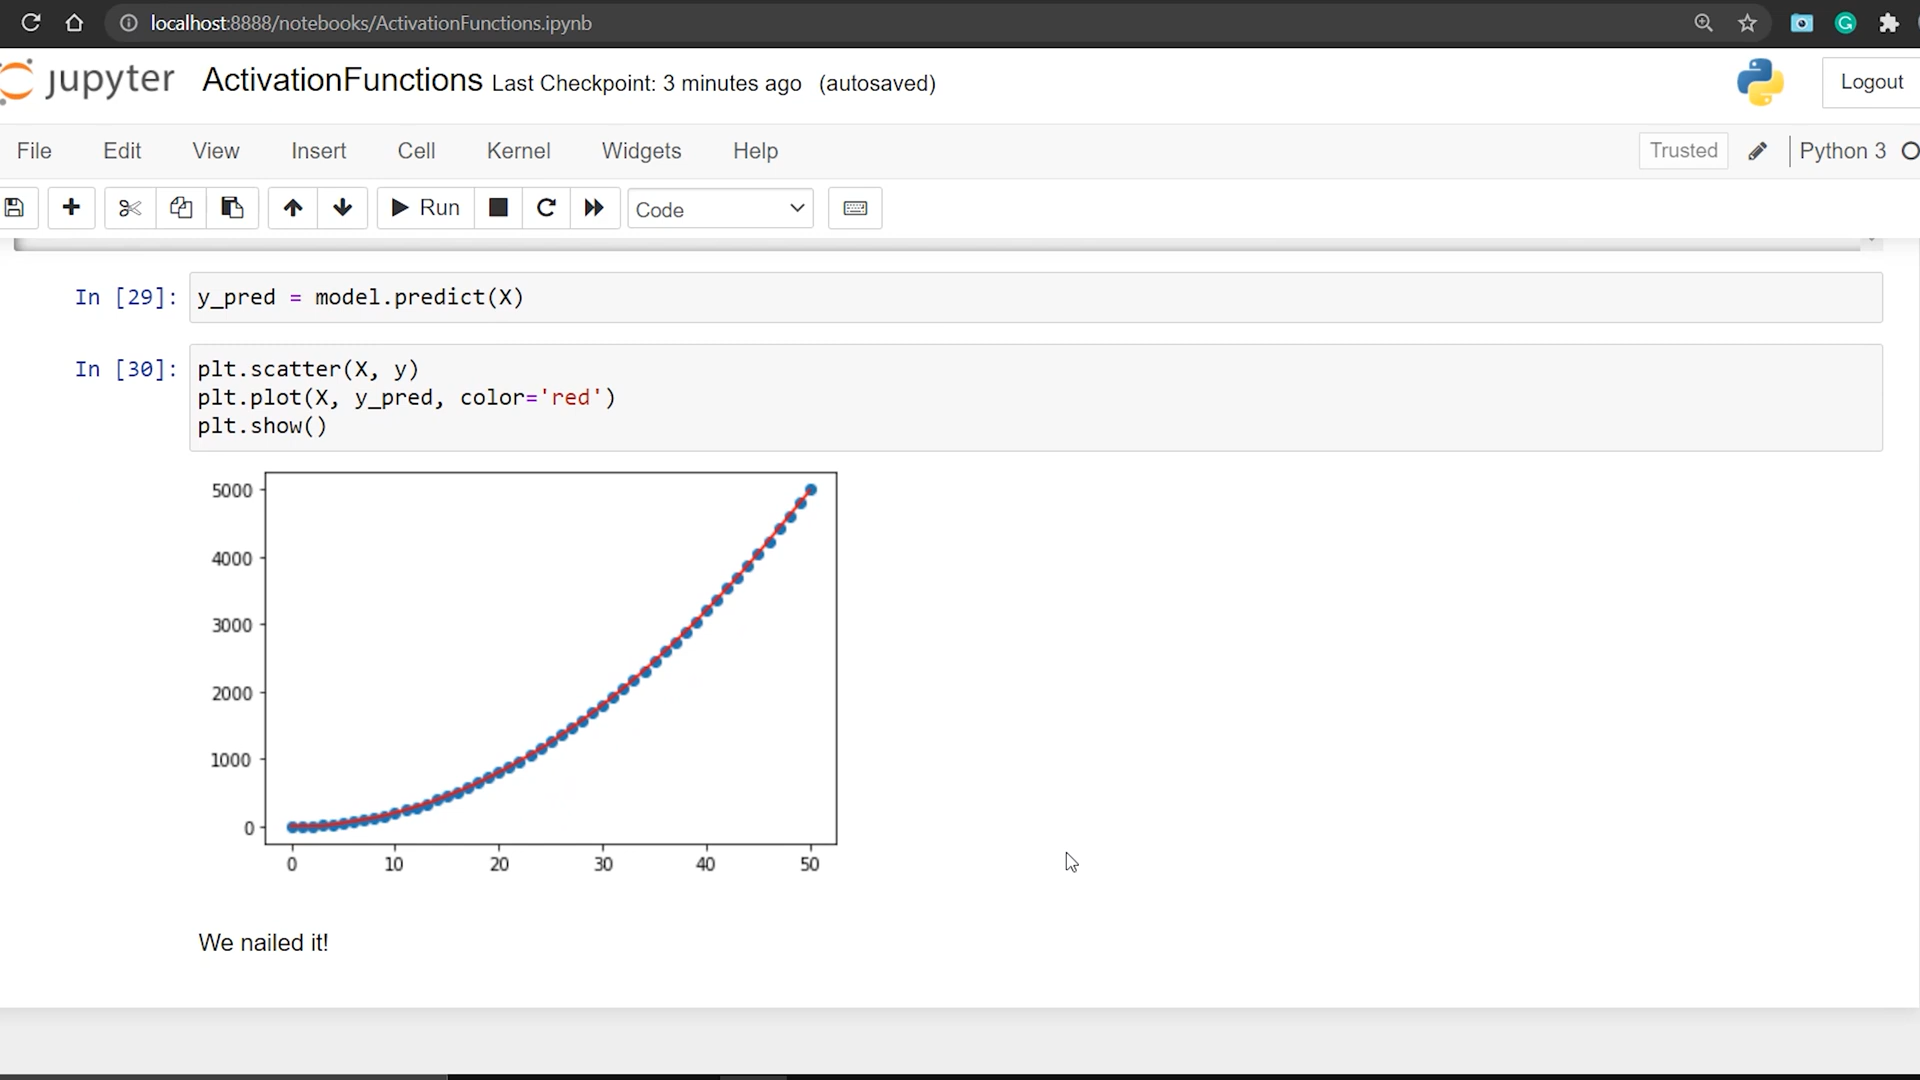 localhost:8888/notebooks/ActivationFunctions.ipynb
jupyter ActivationFunctions Last Checkpoint: 3 minutes ago (autosaved)
Logout
File Edit View Insert Cell Kernel Widgets Help
Trusted Python 3
Run Code
In [29]: y_pred = model.predict(X)
In [30]: plt.scatter(X, y)
plt.plot(X, y_pred, color='red')
plt.show()
5000
4000
3000
2000
1000
0
0 10 20 30 40 50
We nailed it!